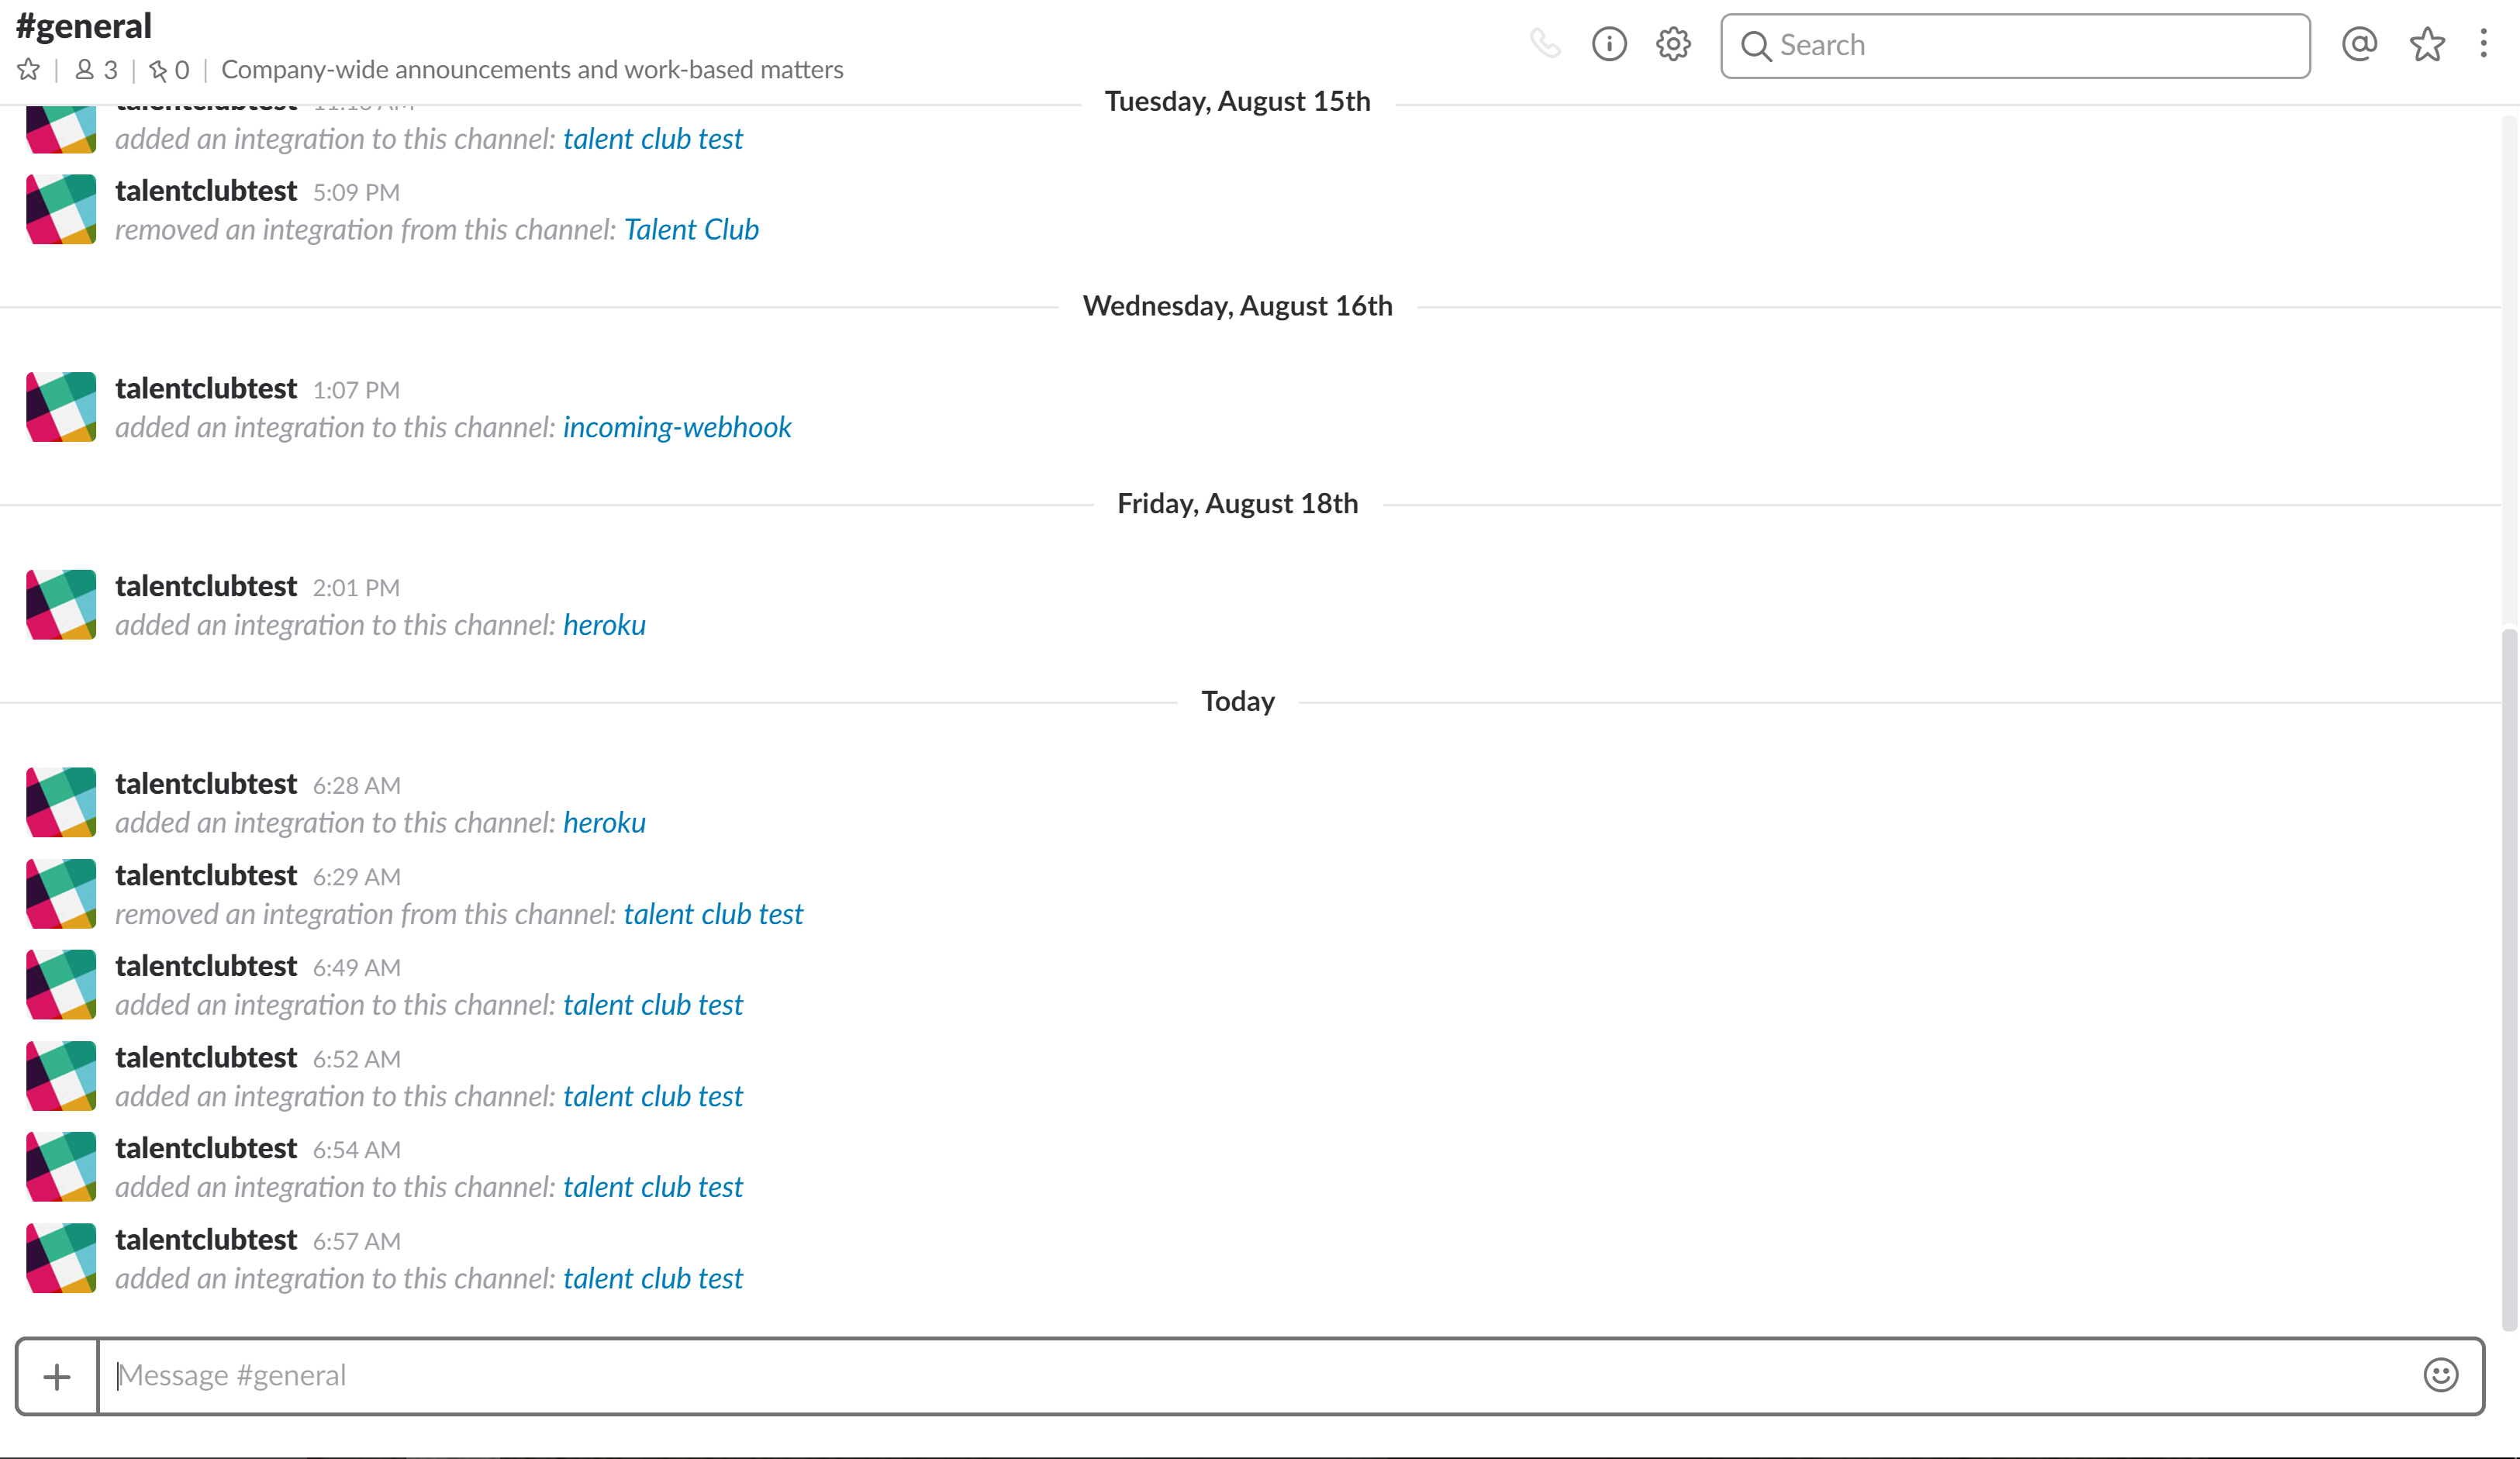 #general
3 | 0 | Company-wide announcements and work-based matters
Search
Tuesday, August 15th
talentclubtest
added an integration to this channel: talent club test
talentclubtest 5:09 PM
removed an integration from this channel: Talent Club
Wednesday, August 16th
talentclubtest 1:07 PM
added an integration to this channel: incoming-webhook
Friday, August 18th
talentclubtest 2:01 PM
added an integration to this channel: heroku
Today
talentclubtest 6:28 AM
added an integration to this channel: heroku
talentclubtest 6:29 AM
removed an integration from this channel: talent club test
talentclubtest 6:49 AM
added an integration to this channel: talent club test
talentclubtest 6:52 AM
added an integration to this channel: talent club test
talentclubtest 6:54 AM
added an integration to this channel: talent club test
talentclubtest 6:57 AM
added an integration to this channel: talent club test
Message #general